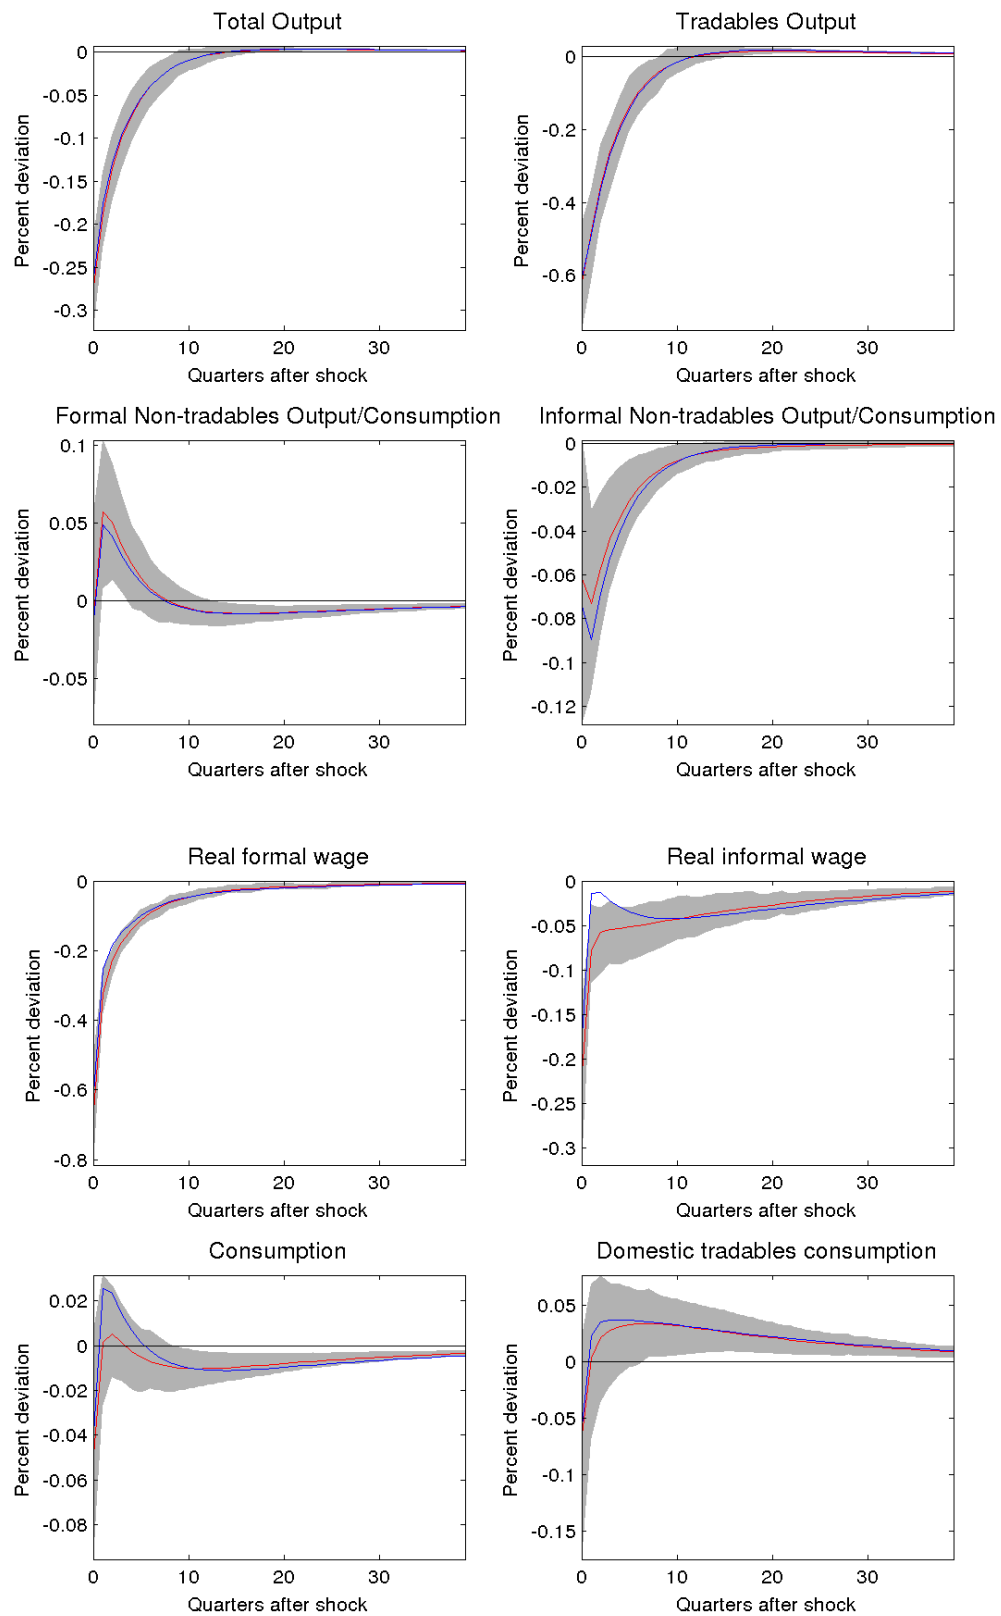 Total Output
Percent deviation
0
-0.05
-0.1
-0.15
-0.2
-0.25
-0.3
0 10 20 30
Quarters after shock
Tradables Output
Percent deviation
0
-0.2
-0.4
-0.6
0 10 20 30
Quarters after shock
Formal Non-tradables Output/Consumption
Percent deviation
0.1
0.05
0
-0.05
0 10 20 30
Quarters after shock
Informal Non-tradables Output/Consumption
Percent deviation
0
-0.02
-0.04
-0.06
-0.08
-0.1
-0.12
0 10 20 30
Quarters after shock
Real formal wage
Percent deviation
0
-0.2
-0.4
-0.6
-0.8
0 10 20 30
Quarters after shock
Real informal wage
Percent deviation
0
-0.05
-0.1
-0.15
-0.2
-0.25
-0.3
0 10 20 30
Quarters after shock
Consumption
Percent deviation
0.02
0
-0.02
-0.04
-0.06
-0.08
0 10 20 30
Quarters after shock
Domestic tradables consumption
Percent deviation
0.05
0
-0.05
-0.1
-0.15
0 10 20 30
Quarters after shock